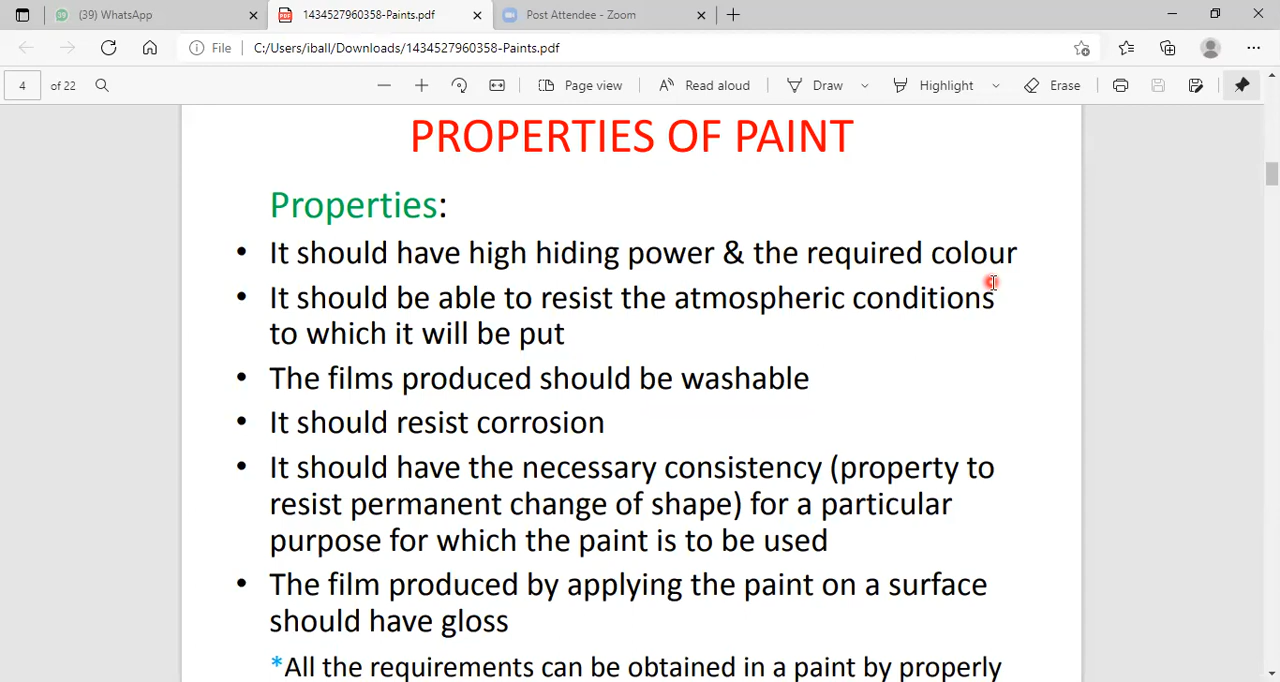 (39) WhatsApp
1434527960358-Paints.pdf
Post Attendee - Zoom
File
C:/Users/iball/Downloads/1434527960358-Paints.pdf
4 of 22
Page view
Read aloud
Draw
Highlight
Erase
PROPERTIES OF PAINT
Properties:
• It should have high hiding power & the required colour
• It should be able to resist the atmospheric conditions
to which it will be put
• The films produced should be washable
• It should resist corrosion
• It should have the necessary consistency (property to
resist permanent change of shape) for a particular
purpose for which the paint is to be used
• The film produced by applying the paint on a surface
should have gloss
*All the requirements can be obtained in a paint by properly